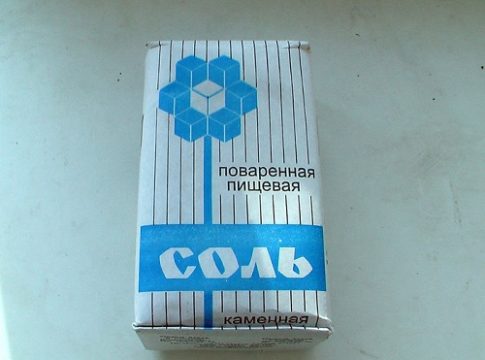 поваренная
пищевая
соль
каменная